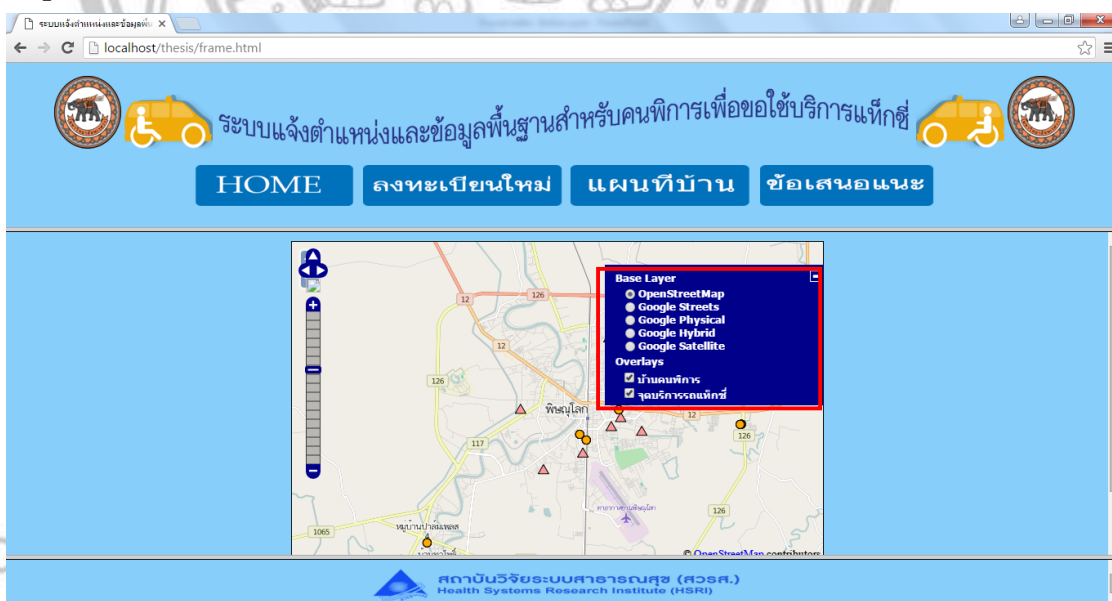 ระบบแจ้งตำแหน่งและข้อมูลพื้น
localhost/thesis/frame.html
ระบบแจ้งตำแหน่งและข้อมูลพื้นฐานสำหรับคนพิการเพื่อขอใช้บริการแท็กซี่
HOME ลงทะเบียนใหม่ แผนที่บ้าน ข้อเสนอแนะ
Base Layer
OpenStreetMap
Google Streets
Google Physical
Google Hybrid
Google Satellite
Overlays
บ้านคนพิการ
จุดบริการรถแท็กซี่
12
126
12
126
พิษณุโลก
12
126
117
126
1065
หมู่บ้านปาล์มเพลส
© OpenStreetMap contributors
สถาบันวิจัยระบบสาธารณสุข (สวรส.)
Health Systems Research Institute (HSRI)